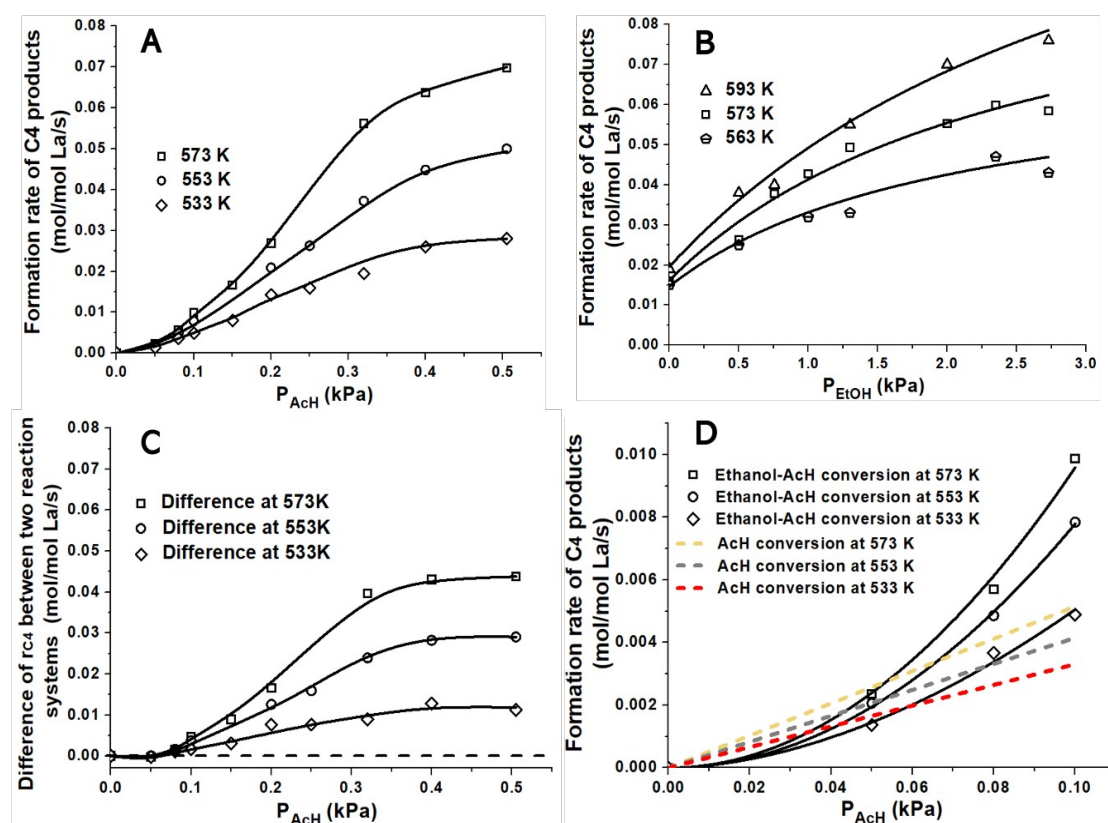 A
Formation rate of C4 products
(mol/mol La/s)
0.08
0.07
0.06
0.05
0.04
0.03
0.02
0.01
0.00
573 K
553 K
533 K
0.0 0.1 0.2 0.3 0.4 0.5
P_AcH (kPa)
B
Formation rate of C4 products
(mol/mol La/s)
0.08
0.07
0.06
0.05
0.04
0.03
0.02
0.01
0.00
593 K
573 K
563 K
0.0 0.5 1.0 1.5 2.0 2.5 3.0
P_EtOH (kPa)
C
Difference of r_C4 between two reaction
systems (mol/mol La/s)
0.08
0.07
0.06
0.05
0.04
0.03
0.02
0.01
0.00
Difference at 573K
Difference at 553K
Difference at 533K
0.0 0.1 0.2 0.3 0.4 0.5
P_AcH (kPa)
D
Formation rate of C4 products
(mol/mol La/s)
0.010
0.008
0.006
0.004
0.002
0.000
Ethanol-AcH conversion at 573 K
Ethanol-AcH conversion at 553 K
Ethanol-AcH conversion at 533 K
AcH conversion at 573 K
AcH conversion at 553 K
AcH conversion at 533 K
0.00 0.02 0.04 0.06 0.08 0.10
P_AcH (kPa)